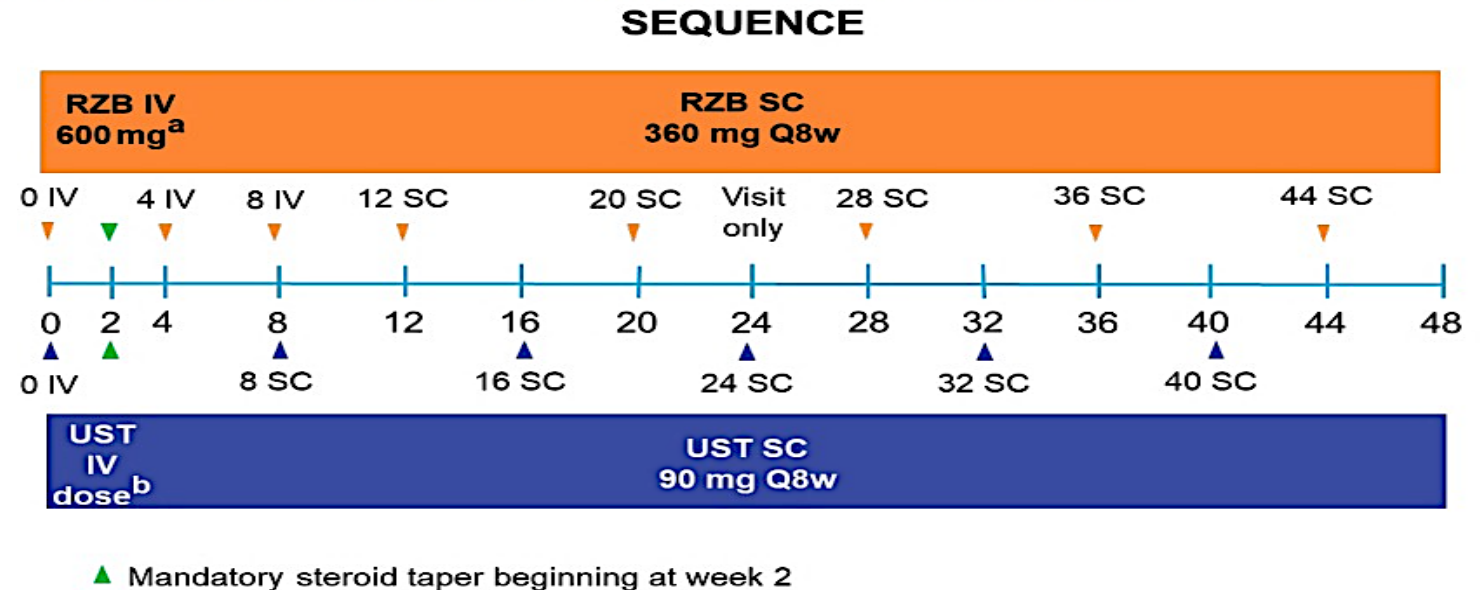 SEQUENCE
RZB IV
600 mgª
RZB SC
360 mg Q8w
0 IV 4 IV 8 IV 12 SC 20 SC Visit only 28 SC 36 SC 44 SC
0 2 4 8 12 16 20 24 28 32 36 40 44 48
0 IV 8 SC 16 SC 24 SC 32 SC 40 SC
UST
IV
doseᵇ
UST SC
90 mg Q8w
Mandatory steroid taper beginning at week 2